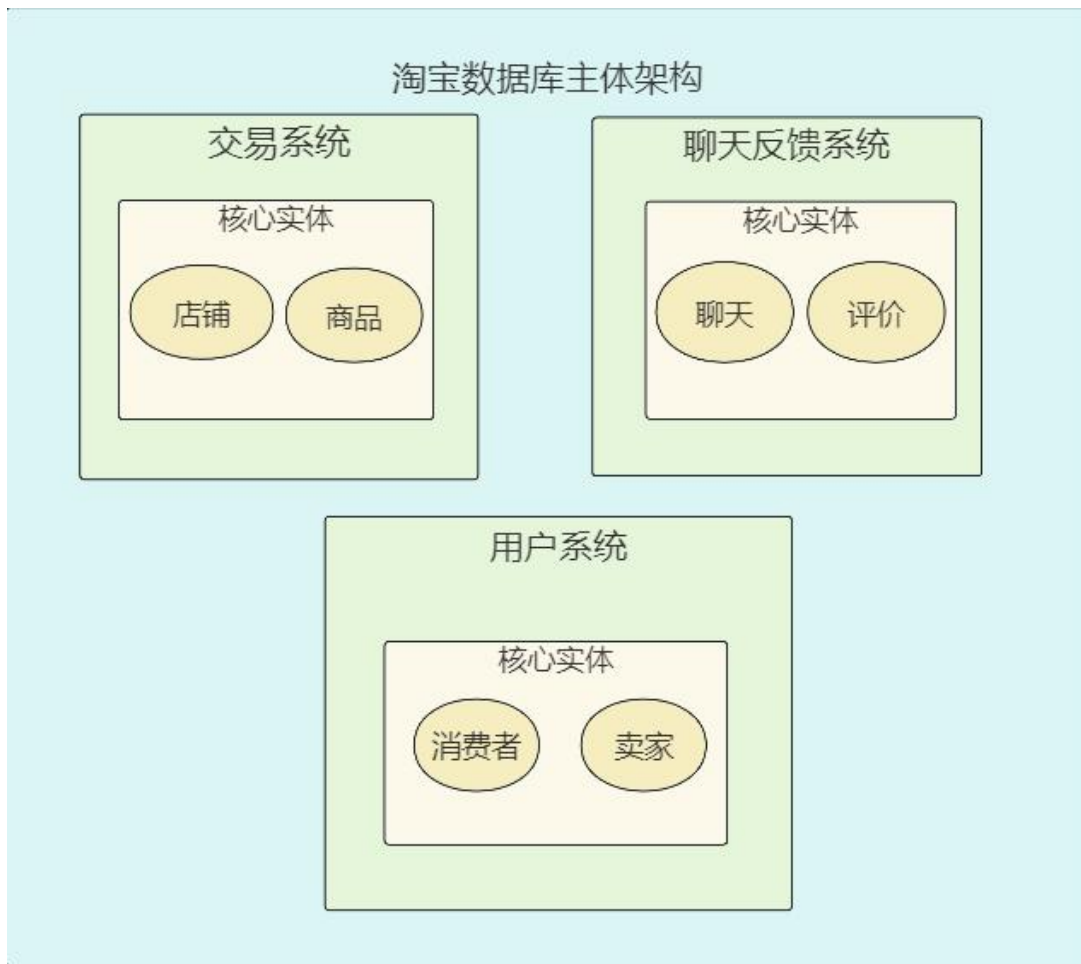 淘宝数据库主体架构
交易系统
核心实体
店铺
商品
聊天反馈系统
核心实体
聊天
评价
用户系统
核心实体
消费者
卖家